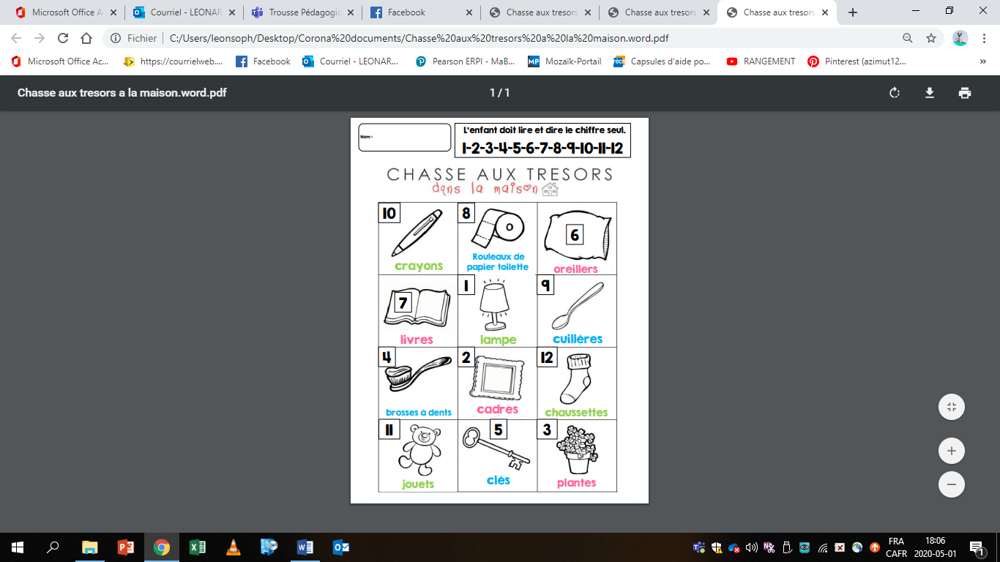 Microsoft Office A
Courriel - LEONAR
Trousse Pédagogic
Facebook
Chasse aux tresors
Chasse aux tresors
Chasse aux tresors
Fichier
C:/Users/leonsoph/Desktop/Corona%20documents/Chasse%20aux%20tresors%20a%20la%20maison.word.pdf
Microsoft Office Ac...
https://courrielweb....
Facebook
Courriel - LEONAR...
Pearson ERPI - MaB...
Mozaïk-Portail
Capsules d'aide po...
RANGEMENT
Pinterest (azimut12...
Chasse aux tresors a la maison.word.pdf
1 / 1
Nom :
L'enfant doit lire et dire le chiffre seul.
1-2-3-4-5-6-7-8-9-10-11-12
CHASSE AUX TRESORS
dans la maison
10
crayons
8
Rouleaux de
papier toilette
6
oreillers
7
livres
1
lampe
9
cuillères
4
brosses à dents
2
cadres
12
chaussettes
11
jouets
5
clés
3
plantes
FRA
CAFR
18:06
2020-05-01
1